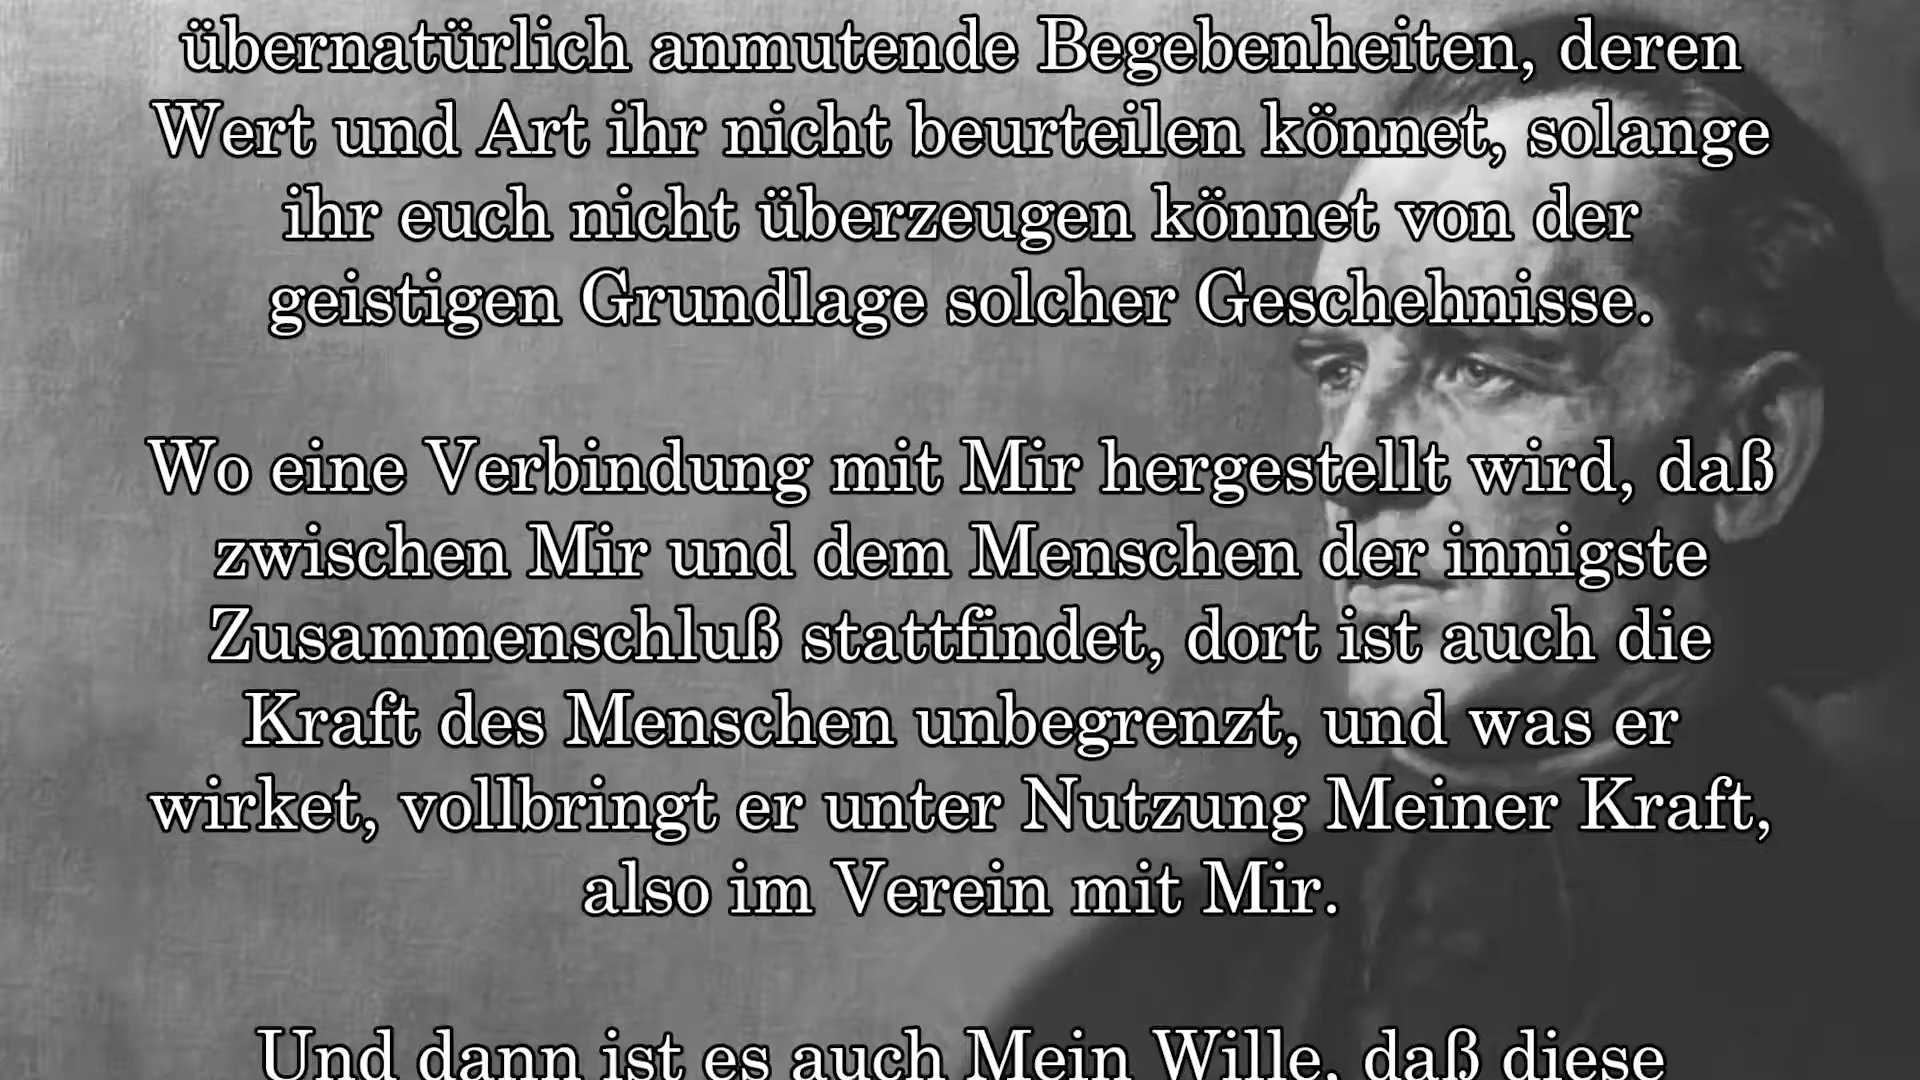 übernatürlich anmutende Begebenheiten, deren
Wert und Art ihr nicht beurteilen könnet, solange
ihr euch nicht überzeugen könnet von der
geistigen Grundlage solcher Geschehnisse.
Wo eine Verbindung mit Mir hergestellt wird, daß
zwischen Mir und dem Menschen der innigste
Zusammenschluß stattfindet, dort ist auch die
Kraft des Menschen unbegrenzt, und was er
wirket, vollbringt er unter Nutzung Meiner Kraft,
also im Verein mit Mir.
Und dann ist es auch Mein Wille, daß diese